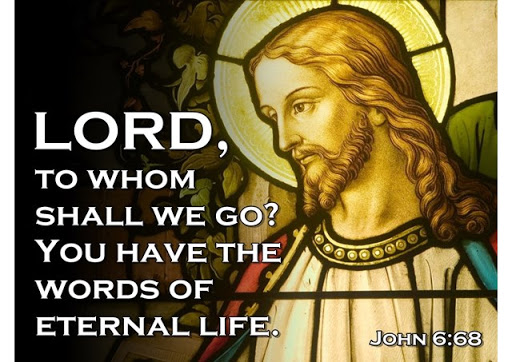 LORD,
TO WHOM
SHALL WE GO?
YOU HAVE THE
WORDS OF
ETERNAL LIFE.
JOHN 6:68